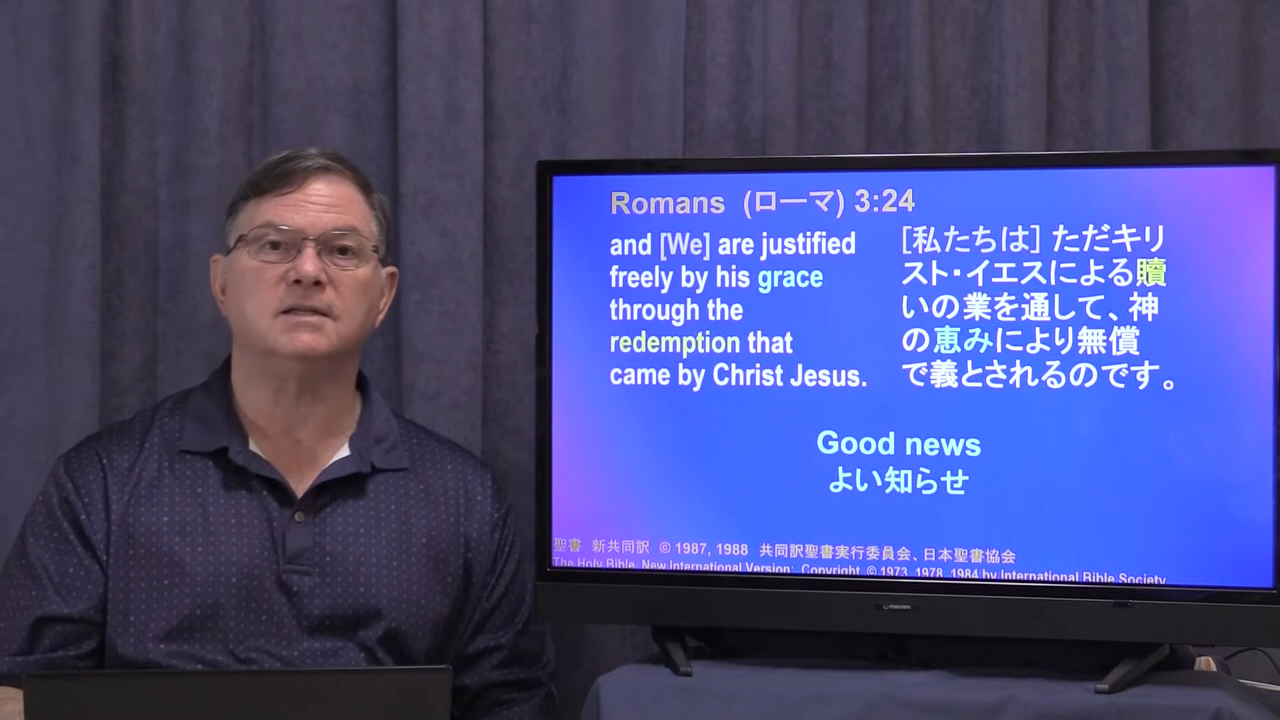 Romans (ローマ) 3:24
and [We] are justified
freely by his grace
through the
redemption that
came by Christ Jesus.
[私たちは] ただキリ
スト・イエスによる贖
いの業を通して、神
の恵みにより無償
で義とされるのです。
Good news
よい知らせ
聖書 新共同訳 © 1987, 1988 共同訳聖書実行委員会、日本聖書協会
The Holy Bible, New International Version: Copyright © 1973, 1978, 1984 by International Bible Society
maxzen